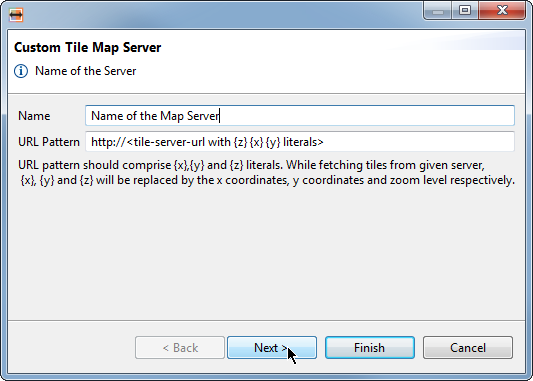 Custom Tile Map Server
Name of the Server
Name Name of the Map Server
URL Pattern http://<tile-server-url with {z} {x} {y} literals>
URL pattern should comprise {x},{y} and {z} literals. While fetching tiles from given server,
{x}, {y} and {z} will be replaced by the x coordinates, y coordinates and zoom level respectively.
< Back Next > Finish Cancel